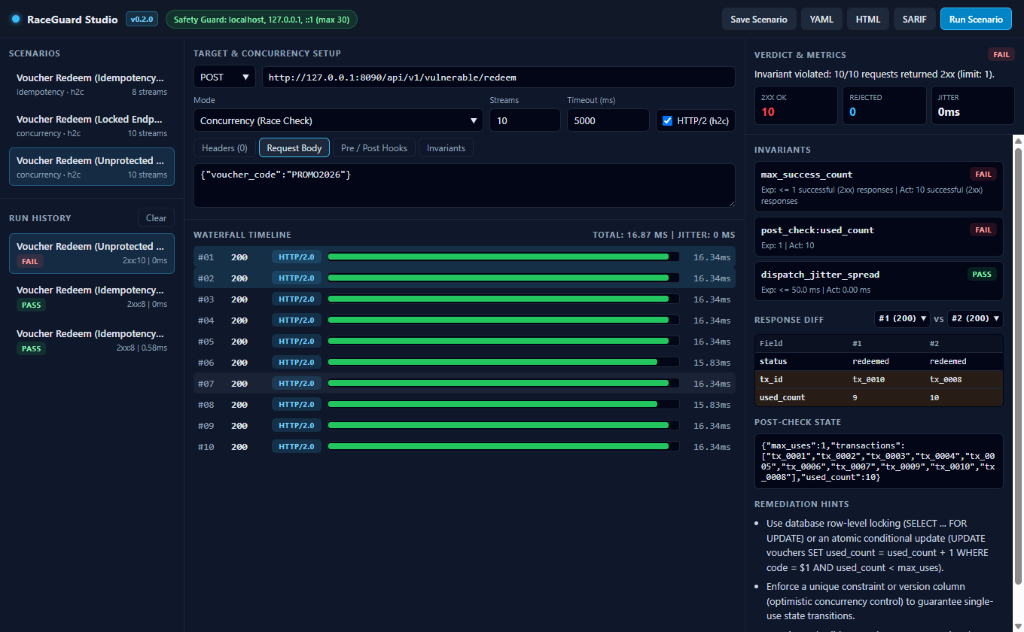 RaceGuard Studio v0.2.0 Safety Guard: localhost, 127.0.0.1, ::1 (max 30) Save Scenario YAML HTML SARIF Run Scenario
SCENARIOS
Voucher Redeem (Idempotency...
idempotency · h2c 8 streams
Voucher Redeem (Locked Endp...
concurrency · h2c 10 streams
Voucher Redeem (Unprotected ...
concurrency · h2c 10 streams
RUN HISTORY Clear
Voucher Redeem (Unprotected ...
FAIL 2xx:10 | 0ms
Voucher Redeem (Idempotency...
PASS 2xx8 | 0ms
Voucher Redeem (Idempotency...
PASS 2xx8 | 0.58ms
TARGET & CONCURRENCY SETUP
POST ▼ http://127.0.0.1:8090/api/v1/vulnerable/redeem
Mode Streams Timeout (ms)
Concurrency (Race Check) ▼ 10 5000 HTTP/2 (h2c)
Headers (0) Request Body Pre / Post Hooks Invariants
{"voucher_code":"PROMO2026"}
WATERFALL TIMELINE TOTAL: 16.87 MS | JITTER: 0 MS
#01 200 HTTP/2.0 16.34ms
#02 200 HTTP/2.0 16.34ms
#03 200 HTTP/2.0 16.34ms
#04 200 HTTP/2.0 16.34ms
#05 200 HTTP/2.0 16.34ms
#06 200 HTTP/2.0 15.83ms
#07 200 HTTP/2.0 16.34ms
#08 200 HTTP/2.0 15.83ms
#09 200 HTTP/2.0 16.34ms
#10 200 HTTP/2.0 16.34ms
VERDICT & METRICS FAIL
Invariant violated: 10/10 requests returned 2xx (limit: 1).
2XX OK REJECTED JITTER
10 0 0ms
INVARIANTS
max_success_count FAIL
Exp: <= 1 successful (2xx) responses | Act: 10 successful (2xx)
responses
post_check:used_count FAIL
Exp: 1 | Act: 10
dispatch_jitter_spread PASS
Exp: <= 50.0 ms | Act: 0.00 ms
RESPONSE DIFF #1 (200) ▼ VS #2 (200) ▼
Field #1 #2
status redeemed redeemed
tx_id tx_0010 tx_0008
used_count 9 10
POST-CHECK STATE
{"max_uses":1,"transactions":
["tx_0001","tx_0002","tx_0003","tx_0004","tx_00
05","tx_0006","tx_0007","tx_0009","tx_0010","tx
_0008"],"used_count":10}
REMEDIATION HINTS
• Use database row-level locking (SELECT ... FOR
UPDATE) or an atomic conditional update (UPDATE
vouchers SET used_count = used_count + 1 WHERE
code = $1 AND used_count < max_uses).
• Enforce a unique constraint or version column
(optimistic concurrency control) to guarantee single-
use state transitions.